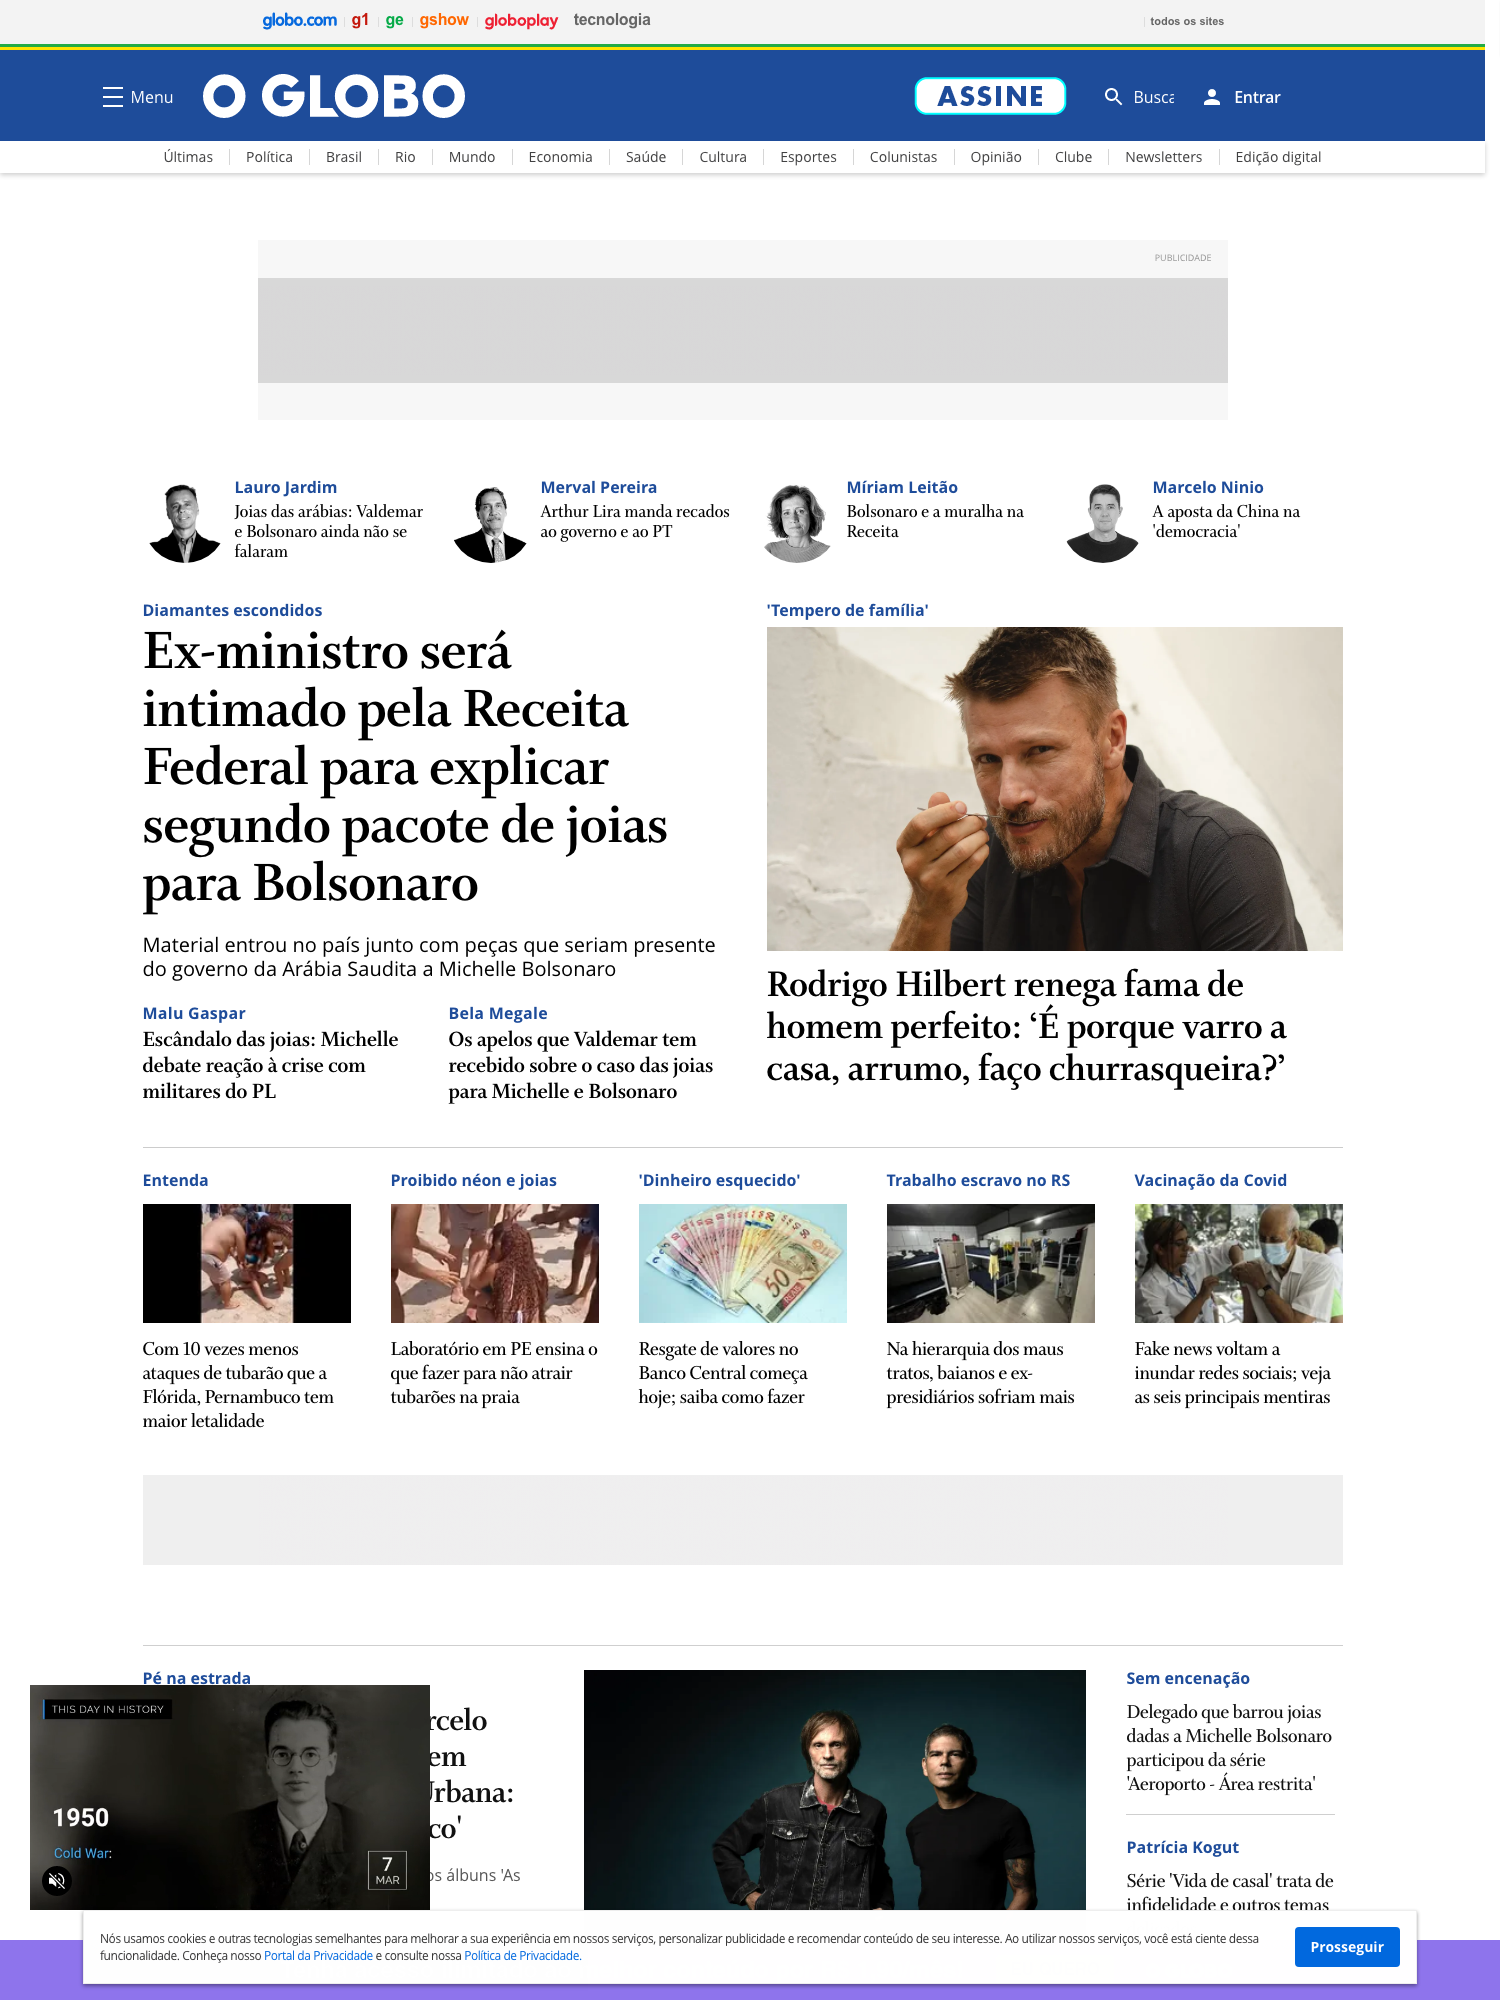 globo.com g1 ge gshow globoplay tecnologia todos os sites
Menu O GLOBO ASSINE Busca Entrar
Últimas Política Brasil Rio Mundo Economia Saúde Cultura Esportes Colunistas Opinião Clube Newsletters Edição digital
PUBLICIDADE
Lauro Jardim
Joias das arábias: Valdemar
e Bolsonaro ainda não se
falaram
Merval Pereira
Arthur Lira manda recados
ao governo e ao PT
Míriam Leitão
Bolsonaro e a muralha na
Receita
Marcelo Ninio
A aposta da China na
'democracia'
Diamantes escondidos
Ex-ministro será
intimado pela Receita
Federal para explicar
segundo pacote de joias
para Bolsonaro
Material entrou no país junto com peças que seriam presente
do governo da Arábia Saudita a Michelle Bolsonaro
Malu Gaspar
Escândalo das joias: Michelle
debate reação à crise com
militares do PL
Bela Megale
Os apelos que Valdemar tem
recebido sobre o caso das joias
para Michelle e Bolsonaro
'Tempero de família'
Rodrigo Hilbert renega fama de
homem perfeito: ‘É porque varro a
casa, arrumo, faço churrasqueira?’
Entenda
Com 10 vezes menos
ataques de tubarão que a
Flórida, Pernambuco tem
maior letalidade
Proibido néon e joias
Laboratório em PE ensina o
que fazer para não atrair
tubarões na praia
'Dinheiro esquecido'
50
Resgate de valores no
Banco Central começa
hoje; saiba como fazer
Trabalho escravo no RS
Na hierarquia dos maus
tratos, baianos e ex-
presidiários sofriam mais
Vacinação da Covid
Fake news voltam a
inundar redes sociais; veja
as seis principais mentiras
Pé na estrada
rcelo
em
Urbana:
co'
os álbuns 'As
THIS DAY IN HISTORY
1950
Cold War:
7
MAR
Sem encenação
Delegado que barrou joias
dadas a Michelle Bolsonaro
participou da série
'Aeroporto - Área restrita'
Patrícia Kogut
Série 'Vida de casal' trata de
infidelidade e outros temas
Nós usamos cookies e outras tecnologias semelhantes para melhorar a sua experiência em nossos serviços, personalizar publicidade e recomendar conteúdo de seu interesse. Ao utilizar nossos serviços, você está ciente dessa
funcionalidade. Conheça nosso Portal da Privacidade e consulte nossa Política de Privacidade.
Prosseguir